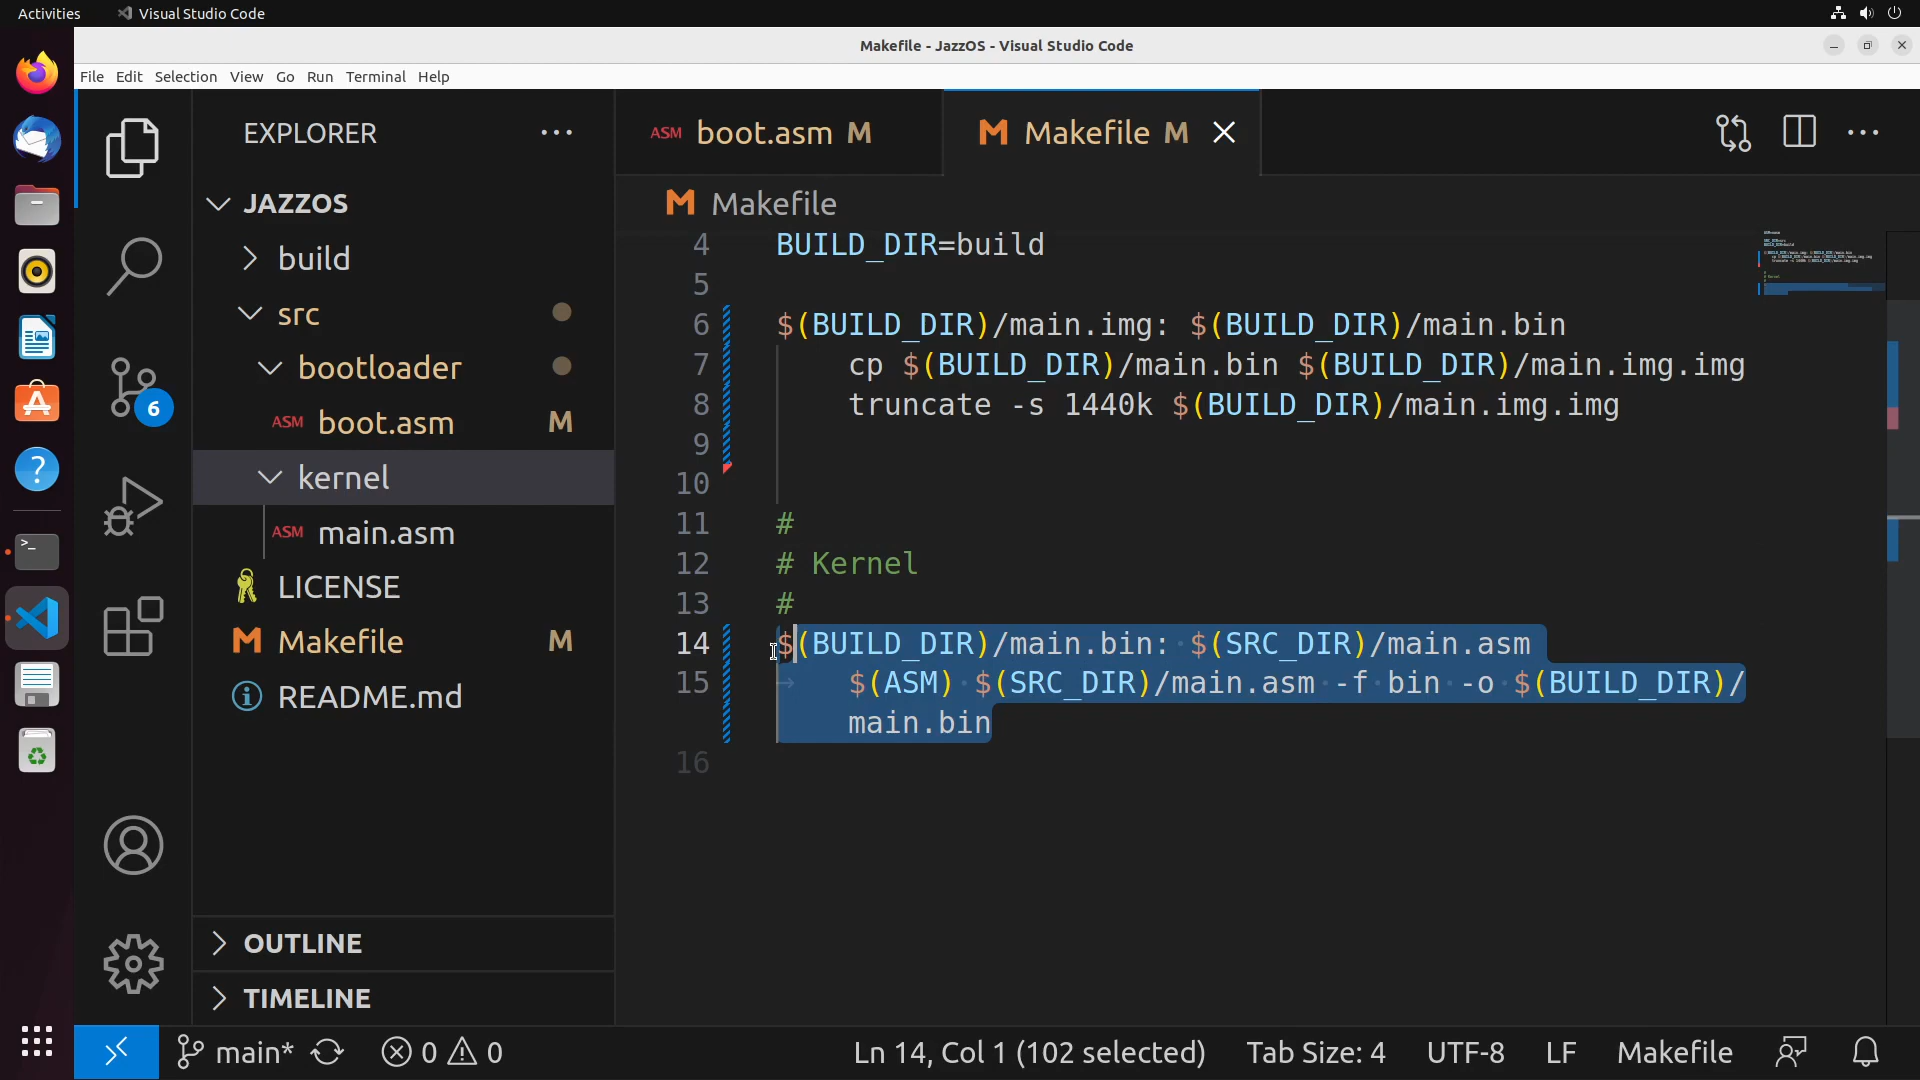 Activities
Visual Studio Code
Makefile - JazzOS - Visual Studio Code
File Edit Selection View Go Run Terminal Help
EXPLORER
JAZZOS
build
src
bootloader
ASM boot.asm M
kernel
ASM main.asm
LICENSE
M Makefile M
README.md
OUTLINE
TIMELINE
6
ASM boot.asm M
M Makefile M
M Makefile
4 BUILD_DIR=build
5
6 $(BUILD_DIR)/main.img: $(BUILD_DIR)/main.bin
7 cp $(BUILD_DIR)/main.bin $(BUILD_DIR)/main.img.img
8 truncate -s 1440k $(BUILD_DIR)/main.img.img
9
10
11 #
12 # Kernel
13 #
14 $(BUILD_DIR)/main.bin: $(SRC_DIR)/main.asm
15 $(ASM) $(SRC_DIR)/main.asm -f bin -o $(BUILD_DIR)/
main.bin
16
main* 0 0 Ln 14, Col 1 (102 selected) Tab Size: 4 UTF-8 LF Makefile